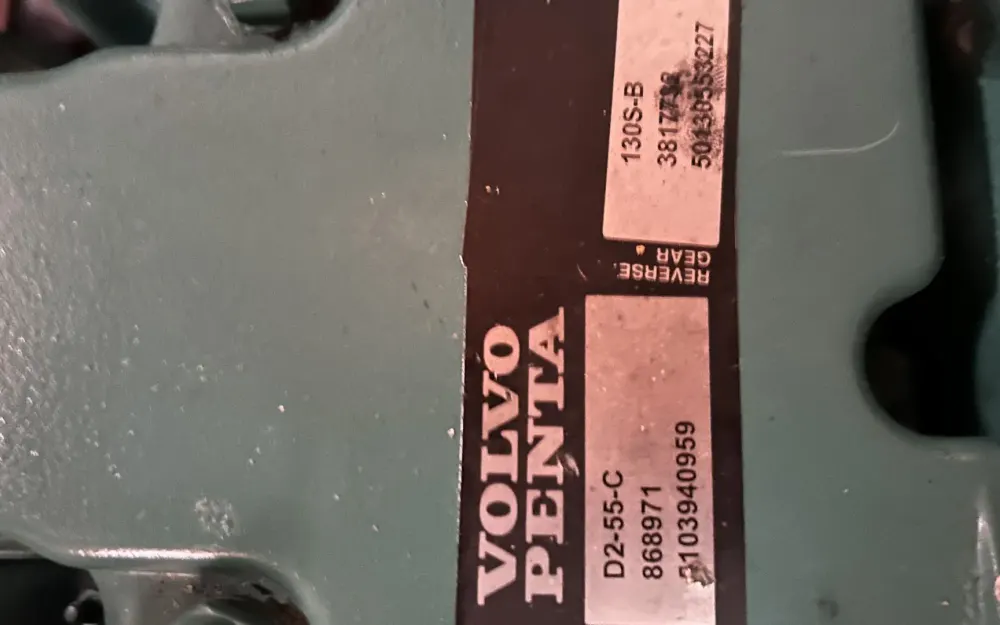 VOLVO
PENTA
D2-55-C
868971
5103940959
REVERSE
GEAR
130S-B